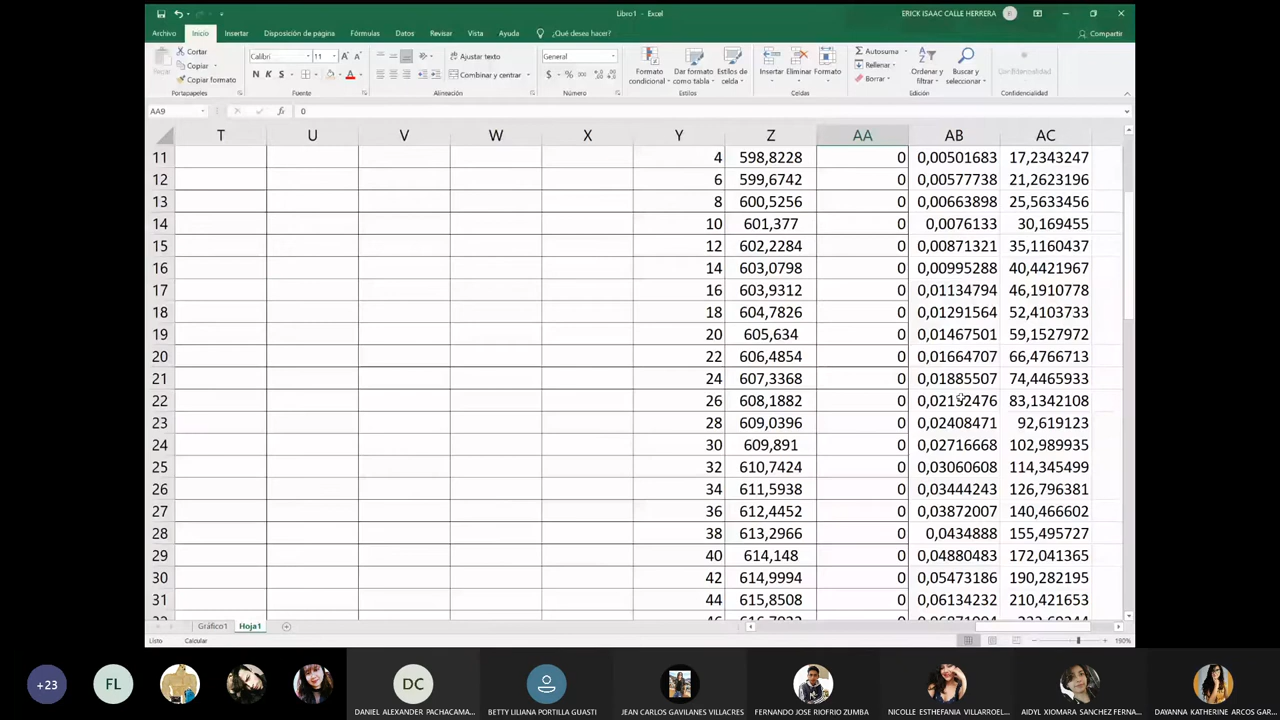 Libro1 - Excel
ERICK ISAAC CALLE HERRERA
Archivo Inicio Insertar Disposición de página Fórmulas Datos Revisar Vista Ayuda ¿Qué desea hacer? Compartir
Pegar
Cortar
Copiar
Copiar formato
Portapapeles
Calibri 11
N K S
Fuente
Ajustar texto
Combinar y centrar
Alineación
General
$ % 000
Número
Formato condicional
Dar formato como tabla
Estilos de celda
Estilos
Insertar Eliminar Formato
Celdas
Autosuma
Rellenar
Borrar
Ordenar y filtrar
Buscar y seleccionar
Edición
Confidencialidad
Confidencialidad
AA9 fx 0
T U V W X Y Z AA AB AC
11 4 598,8228 0 0,00501683 17,2343247
12 6 599,6742 0 0,00577738 21,2623196
13 8 600,5256 0 0,00663898 25,5633456
14 10 601,377 0 0,0076133 30,169455
15 12 602,2284 0 0,00871321 35,1160437
16 14 603,0798 0 0,00995288 40,4421967
17 16 603,9312 0 0,01134794 46,1910778
18 18 604,7826 0 0,01291564 52,4103733
19 20 605,634 0 0,01467501 59,1527972
20 22 606,4854 0 0,01664707 66,4766713
21 24 607,3368 0 0,01885507 74,4465933
22 26 608,1882 0 83,1342108
23 28 609,0396 0 0,02408471 92,619123
24 30 609,891 0 0,02716668 102,989935
25 32 610,7424 0 0,03060608 114,345499
26 34 611,5938 0 0,03444243 126,796381
27 36 612,4452 0 0,03872007 140,466602
28 38 613,2966 0 0,0434888 155,495727
29 40 614,148 0 0,04880483 172,041365
30 42 614,9994 0 0,05473186 190,282195
31 44 615,8508 0 0,06134232 210,421653
Gráfico1 Hoja1
Listo Calcular 190%
+23 FL DC
DANIEL ALEXANDER PACHACAMA... BETTY LILIANA PORTILLA GUASTI JEAN CARLOS GAVILANES VILLACRES FERNANDO JOSE RIOFRIO ZUMBA NICOLLE ESTHEFANIA VILLARROEL... AIDYL XIOMARA SANCHEZ FERNA... DAYANNA KATHERINE ARCOS GAR...